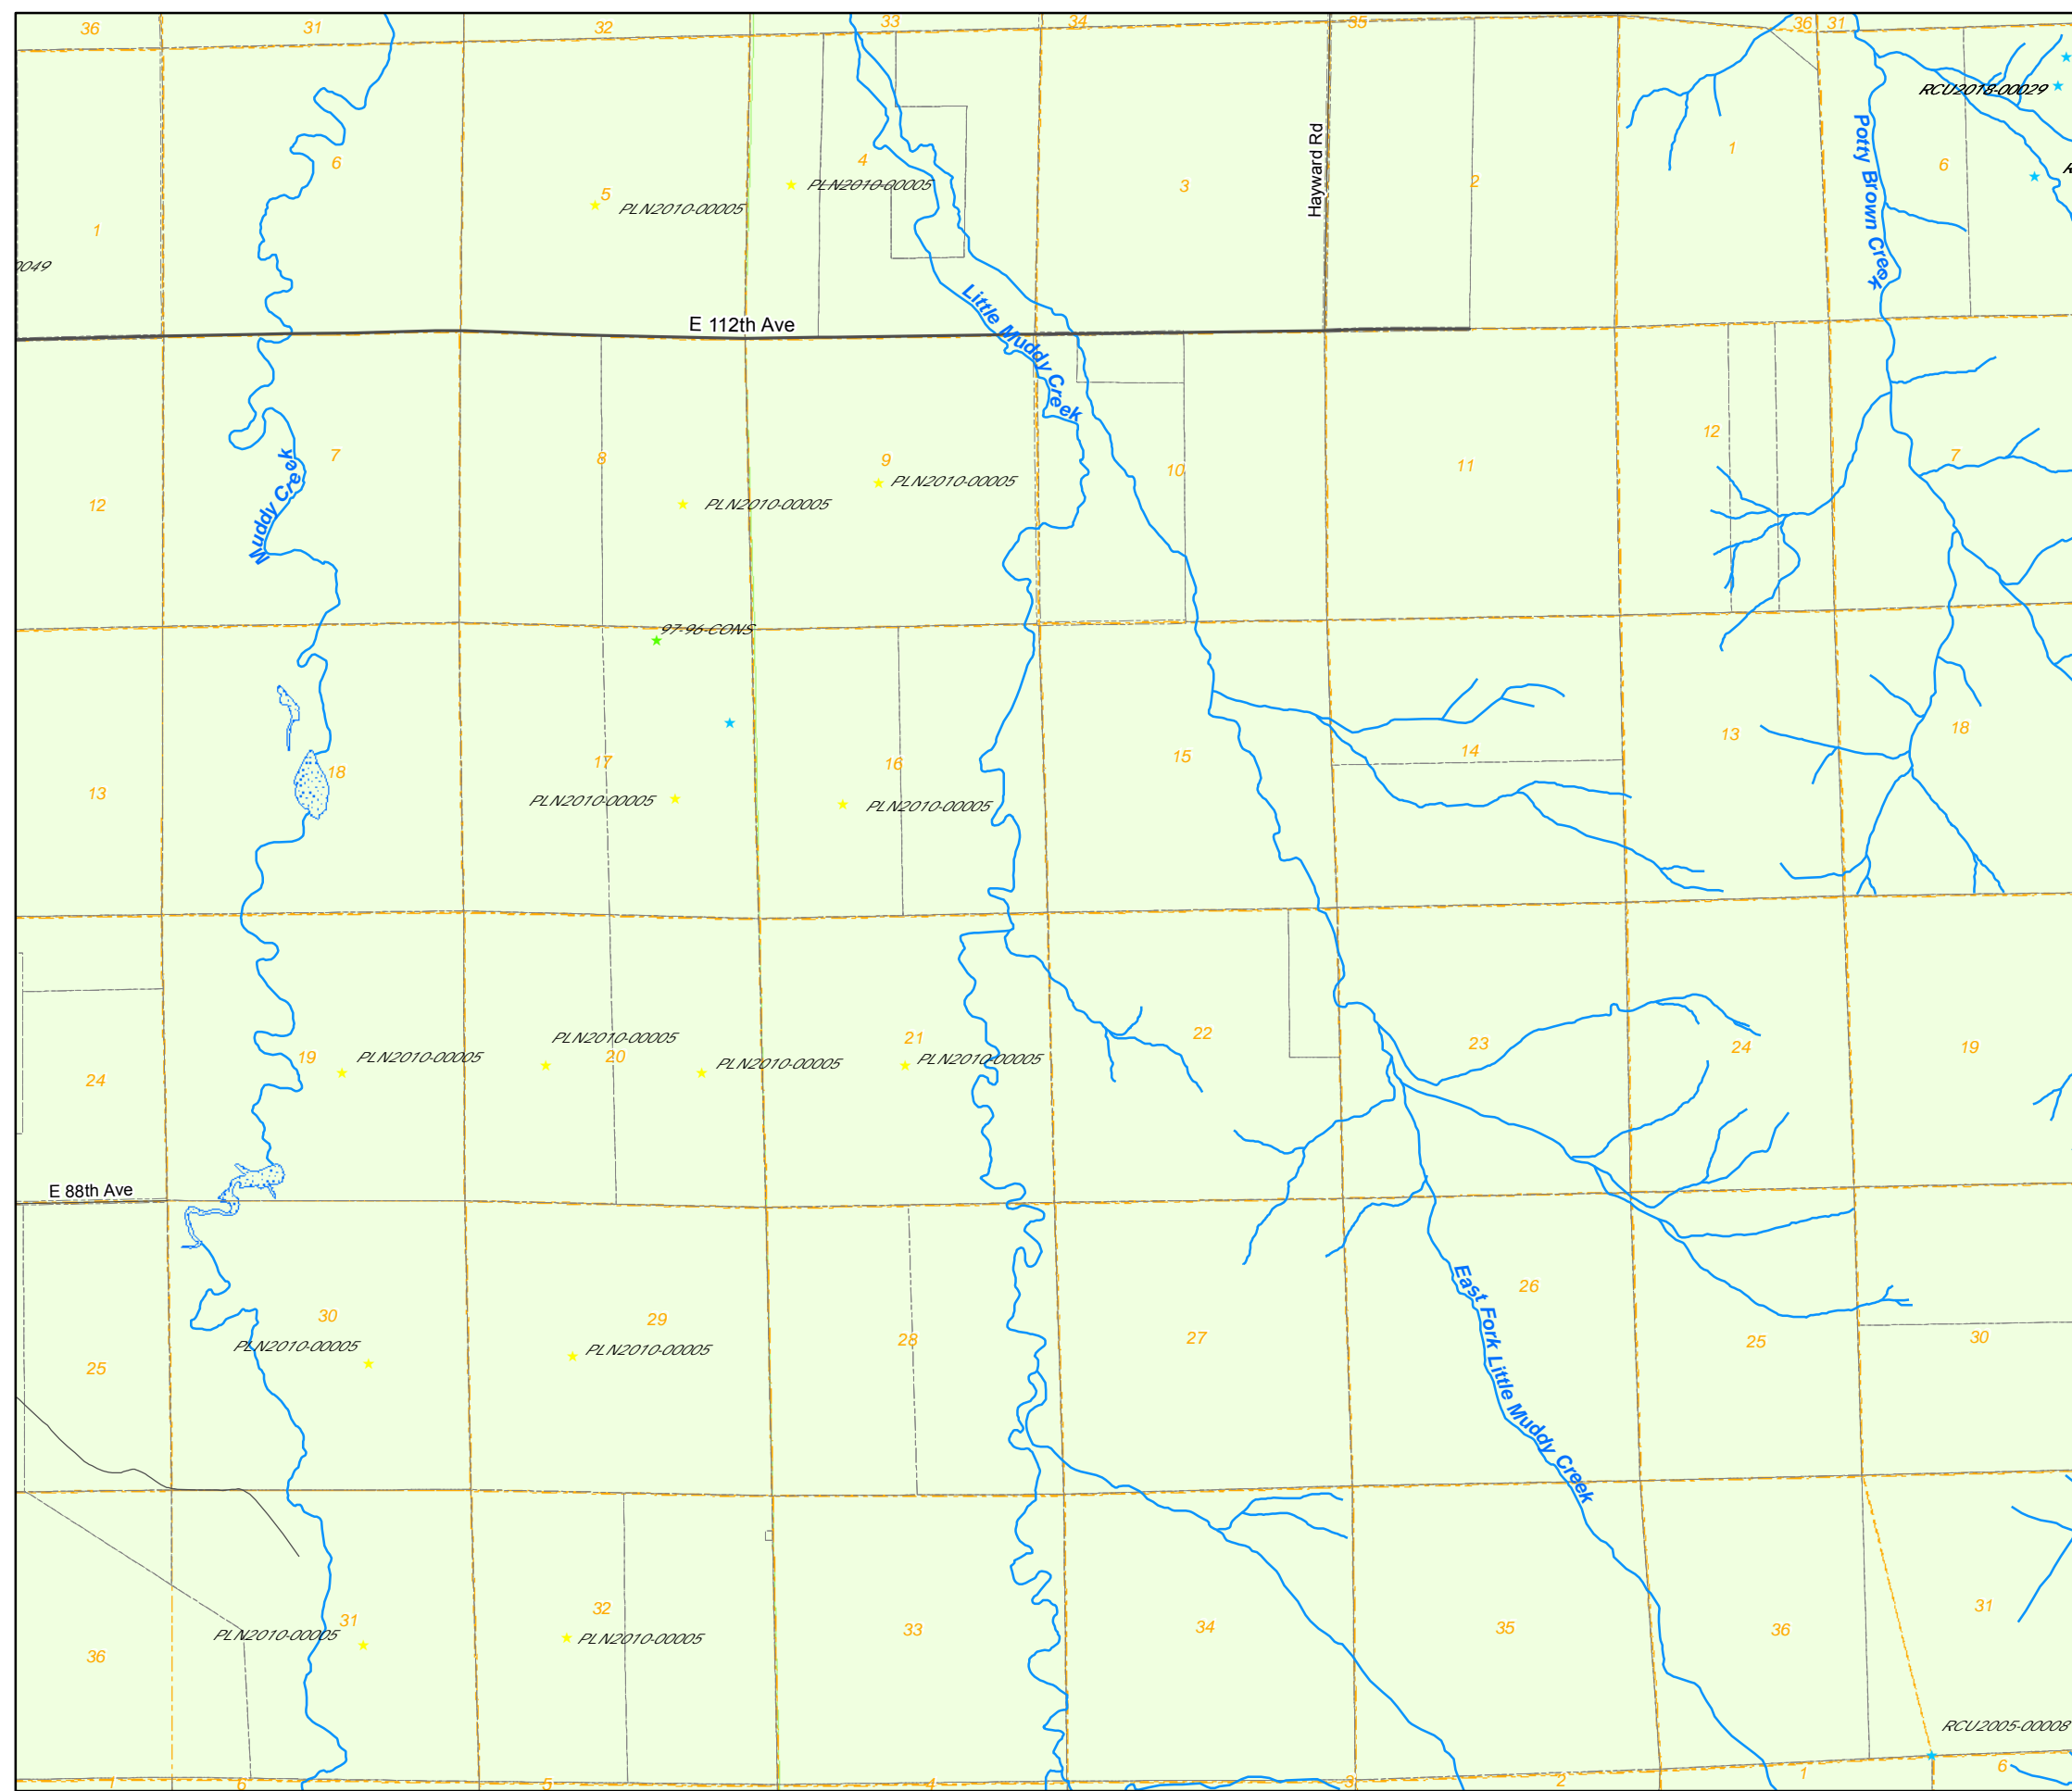 36 31 32 33 34 35 36 31
RCU2018-00029
6 4 1 6
5 PLN2010-00005 PLN2010-00005 3 2
1
Hayward Rd
Potty Brown Creek
0049
E 112th Ave
Little Muddy Creek
12
7 8 9 10 11 7
PLN2010-00005 PLN2010-00005
12
Muddy Creek
97-96-CONS
13 18
18 17 16 15 14
13
PLN2010-00005 PLN2010-00005
22 23 24 19
PLN2010-00005 21
19 PLN2010-00005 20 PLN2010-00005 PLN2010-00005
24
E 88th Ave
East Fork Little Muddy Creek
26
30 29 28 27 25 30
PLN2010-00005 PLN2010-00005
25
31 32 33 34 35 36 31
PLN2010-00005 PLN2010-00005
36
RCU2005-00008
1 6 5 4 3 2 1 6